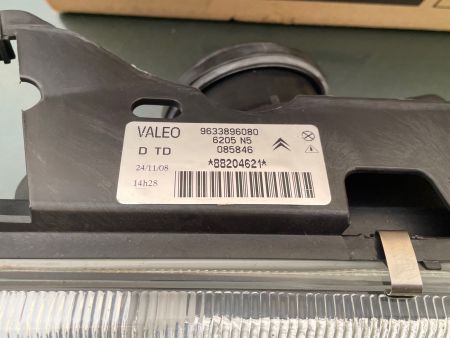 VALEO 9633896080
6205 N5
D TD 085846
24/11/08 *88204621*
14h28